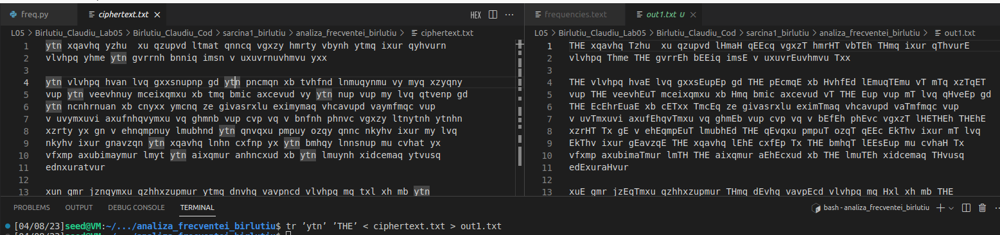 freq.py
ciphertext.txt
HEX
frequencies.text
out1.txt U
L05 > Birlutiu_Claudiu_Lab05 > Birlutiu_Claudiu_Cod > sarcina1_birlutiu > analiza_frecventei_birlutiu > ciphertext.txt
1 ytn xqavhq yzhu  xu qzupvd ltmat qnncq vgxzy hmrty vbynh ytmq ixur qyhvurn
2 vlvhpq yhme ytn gvrrnh bnniq imsn v uxuvrnuvhmvu yxx
3
4 ytn vlvhpq hvan lvq gxxsnupnp gd ytn pncmqn xb tvhfnd lnmuqynmu vy myq xzyqny
5 vup ytn veevhnuy mceixqmxu xb tmq bmic axcevud vy ytn nup vup my lvq qtvenp gd
6 ytn ncnhrnuan xb cnyxx ymcnq ze givasrxlu eximymaq vhcavupd vaymfmqc vup
7 v uvymxuvi axufnhqvymxu vq ghmnb vup cvp vq v bnfnh phnvc vgxzy ltnytnh ytnhn
8 xzrty yx gn v ehnqmpnuy lmubhnd ytn qnvqxu pmpuy ozqy qnnc nkyhv ixur my lvq
9 nkyhv ixur gnavzqn ytn xqavhq lnhn cxfnp yx ytn bmhqy lnnsnup mu cvhat yx
10 vfxmp axubimaymur lmyt ytn aixqmur anhncxud xb ytn lmuynh xidcemaq ytvusq
11 ednxuratvur
12
13 xun gmr jznqymxu qzhhxzupmur ytmq dnvhq vavpncd vlvhpq mq txl xh mb ytn
L05 > Birlutiu_Claudiu_Lab05 > Birlutiu_Claudiu_Cod > sarcina1_birlutiu > analiza_frecventei_birlutiu > out1.txt
1 THE xqavhq Tzhu  xu qzupvd lHmaH qEEcq vgxzT hmrHT vbTEh THmq ixur qThvurE
2 vlvhpq Thme THE gvrrEh bEEiq imsE v uxuvrEuvhmvu Txx
3
4 THE vlvhpq hvaE lvq gxxsEupEp gd THE pEcmqE xb HvhfEd lEmuqTEmu vT mTq xzTqET
5 vup THE veevhEuT mceixqmxu xb Hmq bmic axcevud vT THE Eup vup mT lvq qHveEp gd
6 THE EcEhrEuaE xb cETxx TmcEq ze givasrxlu eximTmaq vhcavupd vaTmfmqc vup
7 v uvTmxuvi axufEhqvTmxu vq ghmEb vup cvp vq v bEfEh phEvc vgxzT lHETHEh THEhE
8 xzrHT Tx gE v ehEqmpEuT lmubhEd THE qEvqxu pmpuT ozqT qEEc EkThv ixur mT lvq
9 EkThv ixur gEavzqE THE xqavhq lEhE cxfEp Tx THE bmhqT lEEsEup mu cvhaH Tx
10 vfxmp axubimaTmur lmTH THE aixqmur aEhEcxud xb THE lmuTEh xidcemaq THvusq
11 edExuraHvur
12
13 xuE gmr jzEqTmxu qzhhxzupmur THmq dEvhq vavpEcd vlvhpq mq Hxl xh mb THE
PROBLEMS OUTPUT DEBUG CONSOLE TERMINAL
bash - analiza_frecventei_birlutiu
[04/08/23]seed@VM:~/.../analiza_frecventei_birlutiu$ tr ’ytn’ ’THE’ < ciphertext.txt > out1.txt
[04/08/23]seed@VM:~/.../analiza_frecventei_birlutiu$